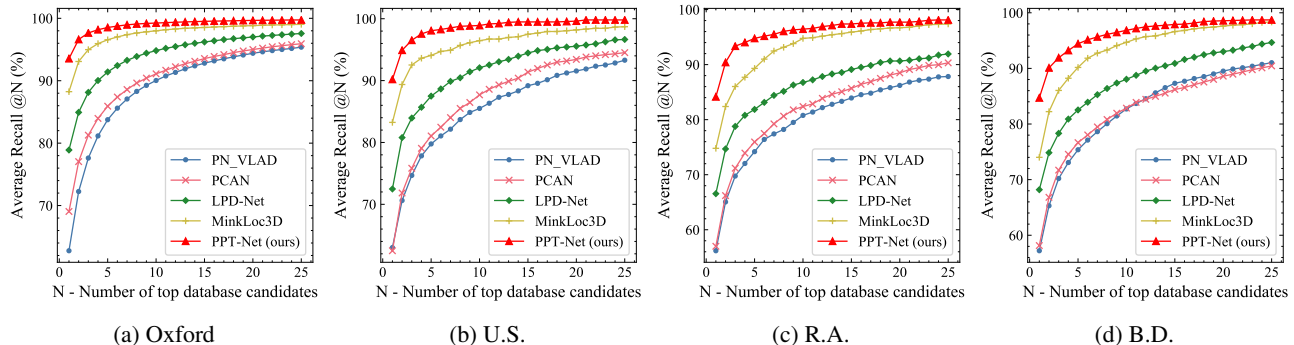 Average Recall @N (%)
100
90
80
70
0
5
10
15
20
25
N - Number of top database candidates
PN_VLAD
PCAN
LPD-Net
MinkLoc3D
PPT-Net (ours)
(a) Oxford
Average Recall @N (%)
100
90
80
70
0
5
10
15
20
25
N - Number of top database candidates
PN_VLAD
PCAN
LPD-Net
MinkLoc3D
PPT-Net (ours)
(b) U.S.
Average Recall @N (%)
100
90
80
70
60
0
5
10
15
20
25
N - Number of top database candidates
PN_VLAD
PCAN
LPD-Net
MinkLoc3D
PPT-Net (ours)
(c) R.A.
Average Recall @N (%)
100
90
80
70
60
0
5
10
15
20
25
N - Number of top database candidates
PN_VLAD
PCAN
LPD-Net
MinkLoc3D
PPT-Net (ours)
(d) B.D.